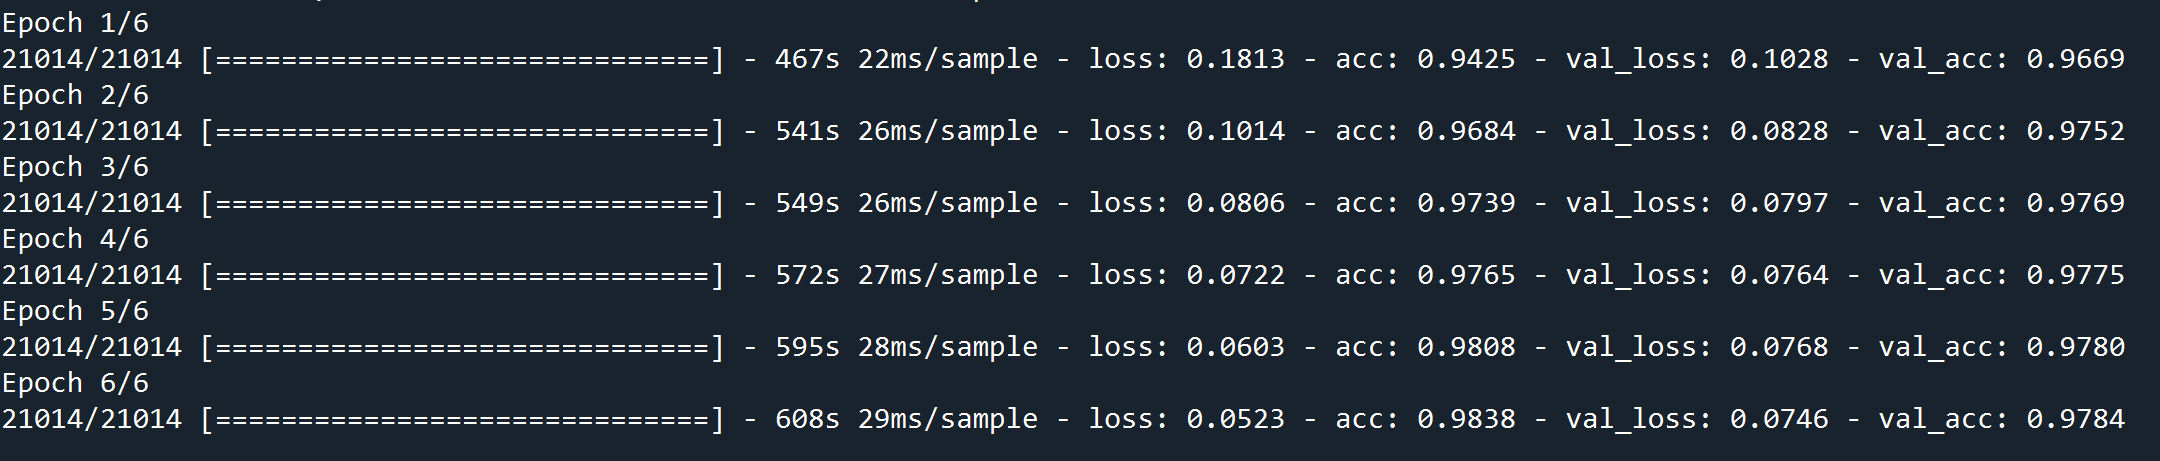 Epoch 1/6
21014/21014 [==============================] - 467s 22ms/sample - loss: 0.1813 - acc: 0.9425 - val_loss: 0.1028 - val_acc: 0.9669
Epoch 2/6
21014/21014 [==============================] - 541s 26ms/sample - loss: 0.1014 - acc: 0.9684 - val_loss: 0.0828 - val_acc: 0.9752
Epoch 3/6
21014/21014 [==============================] - 549s 26ms/sample - loss: 0.0806 - acc: 0.9739 - val_loss: 0.0797 - val_acc: 0.9769
Epoch 4/6
21014/21014 [==============================] - 572s 27ms/sample - loss: 0.0722 - acc: 0.9765 - val_loss: 0.0764 - val_acc: 0.9775
Epoch 5/6
21014/21014 [==============================] - 595s 28ms/sample - loss: 0.0603 - acc: 0.9808 - val_loss: 0.0768 - val_acc: 0.9780
Epoch 6/6
21014/21014 [==============================] - 608s 29ms/sample - loss: 0.0523 - acc: 0.9838 - val_loss: 0.0746 - val_acc: 0.9784